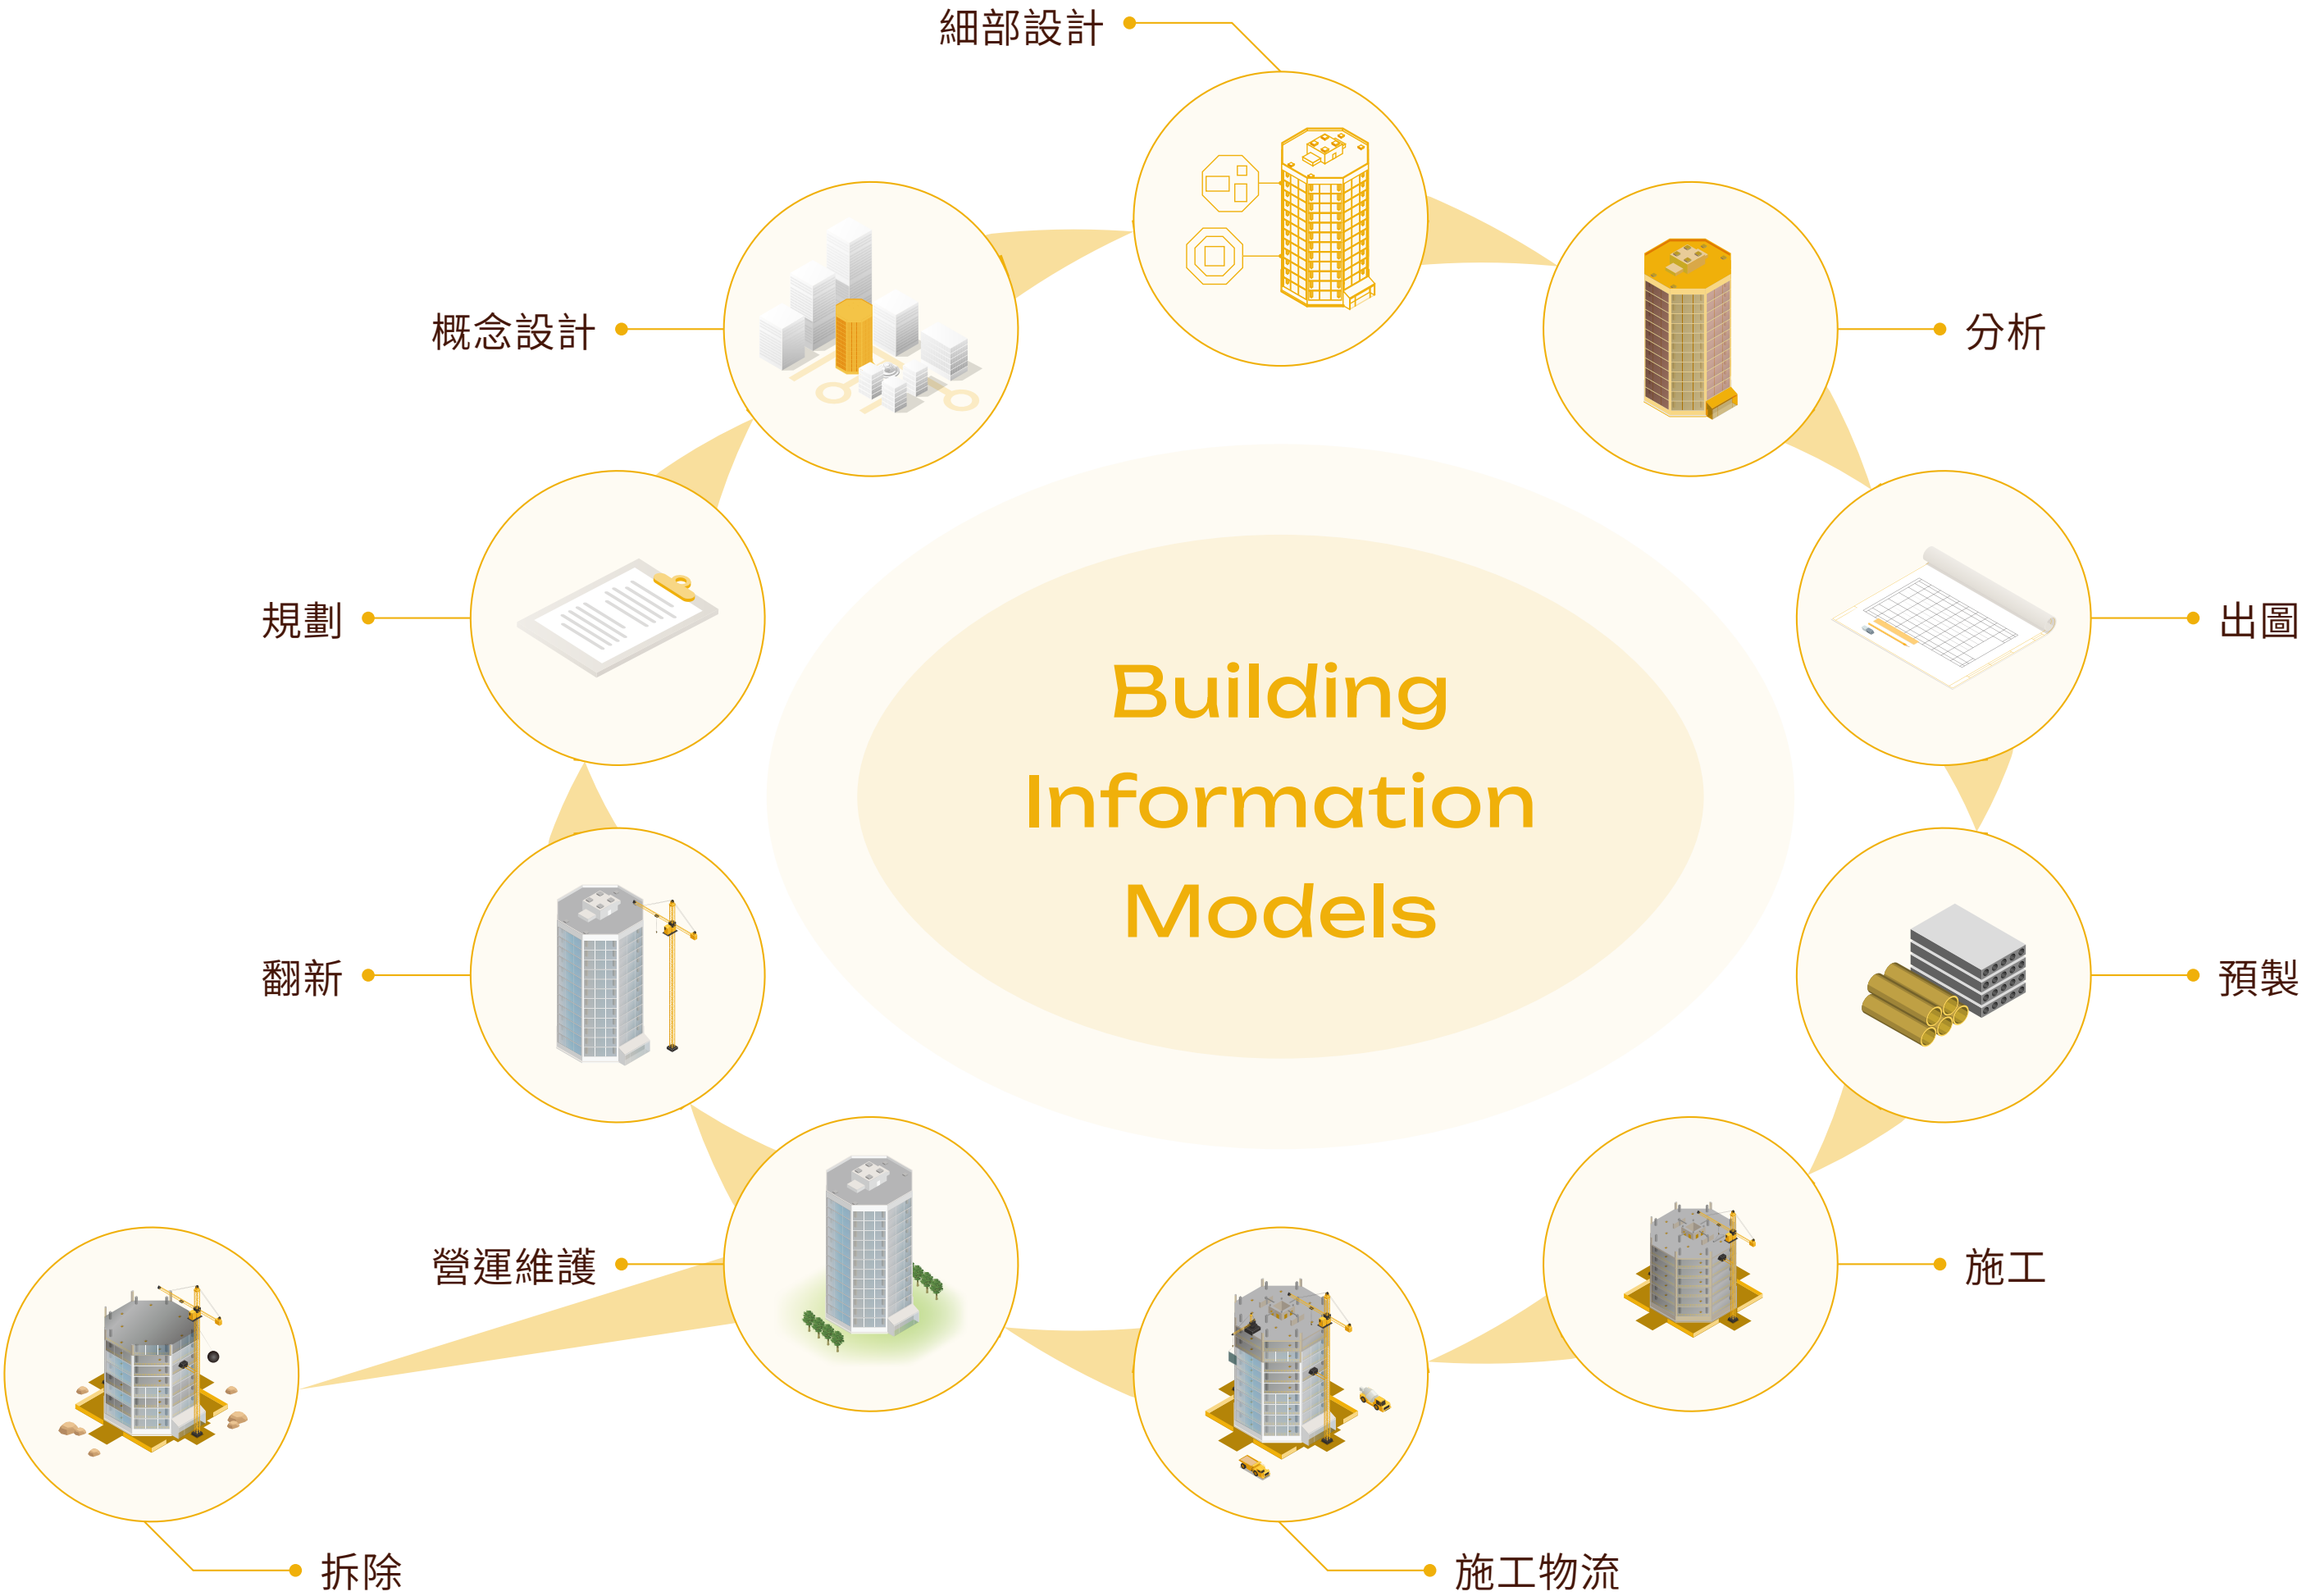 細部設計
概念設計
分析
規劃
出圖
Building
Information
Models
翻新
預製
營運維護
施工
拆除
施工物流